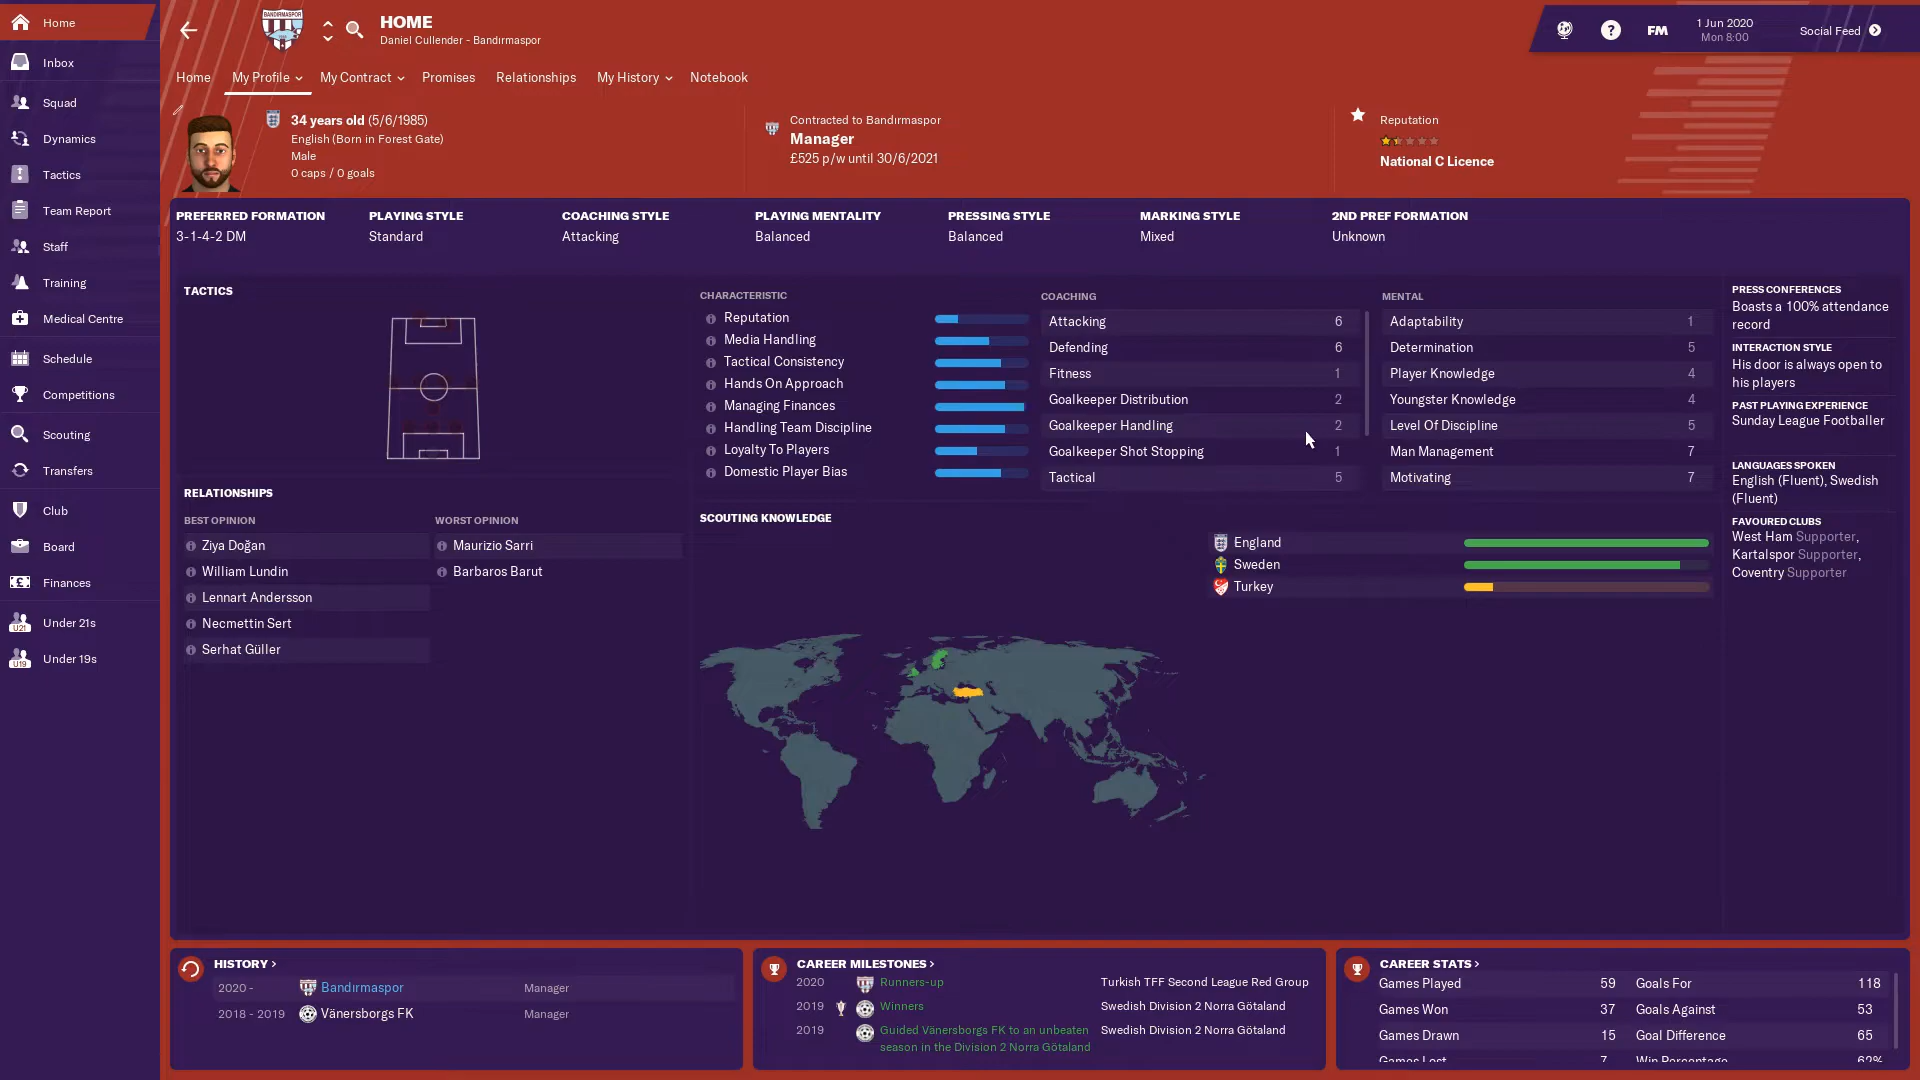 Home
Inbox
Squad
Dynamics
Tactics
Team Report
Staff
Training
Medical Centre
Schedule
Competitions
Scouting
Transfers
Club
Board
Finances
U21
Under 21s
U19
Under 19s
BANDIRMASPOR
HOME
Daniel Cullender - Bandırmaspor
?
FM
1 Jun 2020
Mon 8:00
Social Feed
Home
My Profile
My Contract
Promises
Relationships
My History
Notebook
34 years old (5/6/1985)
English (Born in Forest Gate)
Male
0 caps / 0 goals
Contracted to Bandırmaspor
Manager
£525 p/w until 30/6/2021
Reputation
National C Licence
PREFERRED FORMATION
3-1-4-2 DM
PLAYING STYLE
Standard
COACHING STYLE
Attacking
PLAYING MENTALITY
Balanced
PRESSING STYLE
Balanced
MARKING STYLE
Mixed
2ND PREF FORMATION
Unknown
TACTICS
CHARACTERISTIC
Reputation
Media Handling
Tactical Consistency
Hands On Approach
Managing Finances
Handling Team Discipline
Loyalty To Players
Domestic Player Bias
COACHING
Attacking 6
Defending 6
Fitness 1
Goalkeeper Distribution 2
Goalkeeper Handling 2
Goalkeeper Shot Stopping 1
Tactical 5
MENTAL
Adaptability 1
Determination 5
Player Knowledge 4
Youngster Knowledge 4
Level Of Discipline 5
Man Management 7
Motivating 7
PRESS CONFERENCES
Boasts a 100% attendance
record
INTERACTION STYLE
His door is always open to
his players
PAST PLAYING EXPERIENCE
Sunday League Footballer
LANGUAGES SPOKEN
English (Fluent), Swedish
(Fluent)
FAVOURED CLUBS
West Ham Supporter,
Kartalspor Supporter,
Coventry Supporter
RELATIONSHIPS
BEST OPINION
Ziya Doğan
William Lundin
Lennart Andersson
Necmettin Sert
Serhat Güller
WORST OPINION
Maurizio Sarri
Barbaros Barut
SCOUTING KNOWLEDGE
England
Sweden
Turkey
HISTORY
2020 - Bandırmaspor Manager
2018 - 2019 Vänersborgs FK Manager
CAREER MILESTONES
2020 Runners-up Turkish TFF Second League Red Group
2019 Winners Swedish Division 2 Norra Götaland
2019 Guided Vänersborgs FK to an unbeaten Swedish Division 2 Norra Götaland
season in the Division 2 Norra Götaland
CAREER STATS
Games Played 59 Goals For 118
Games Won 37 Goals Against 53
Games Drawn 15 Goal Difference 65
Games Lost 7 Win Percentage 62%